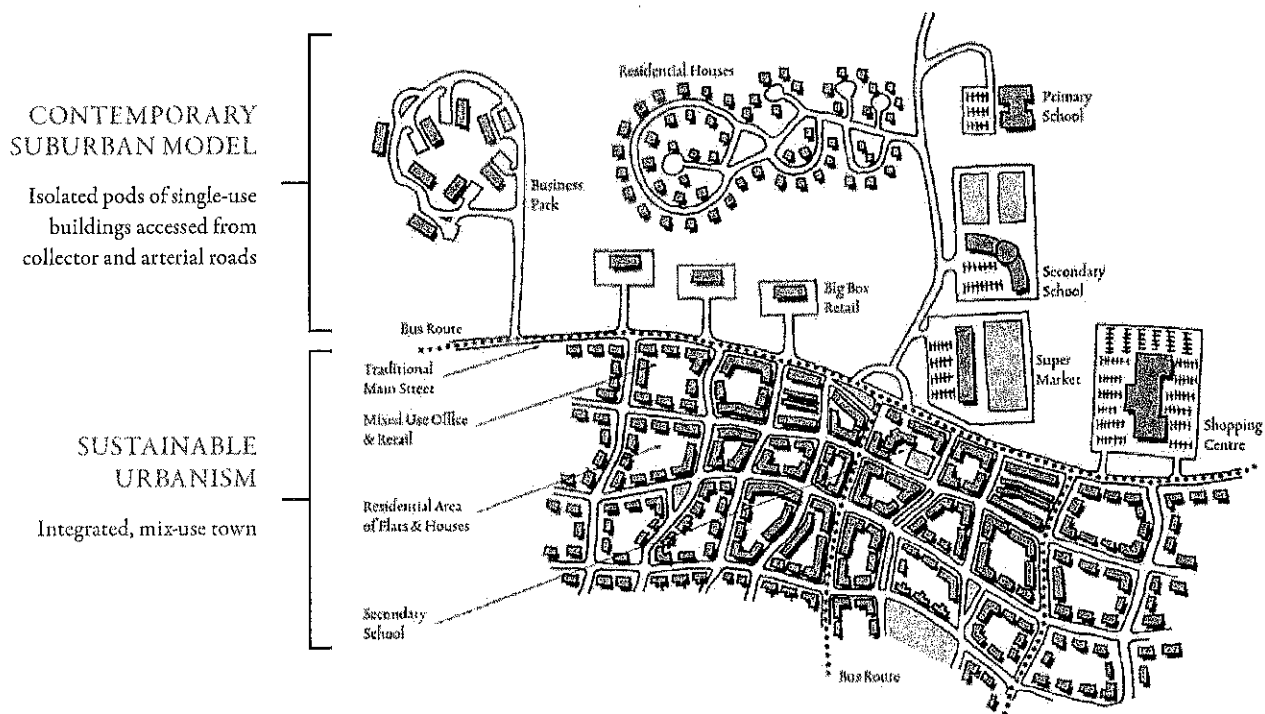 CONTEMPORARY
SUBURBAN MODEL
Isolated pods of single-use
buildings accessed from
collector and arterial roads
SUSTAINABLE
URBANISM
Integrated, mix-use town
Residential Houses
Primary
School
Business
Park
Secondary
School
Big Box
Retail
Bus Route
Traditional
Main Street
Super
Market
Mixed Use Office
& Retail
Shopping
Centre
Residential Area
of Flats & Houses
Secondary
School
Bus Route